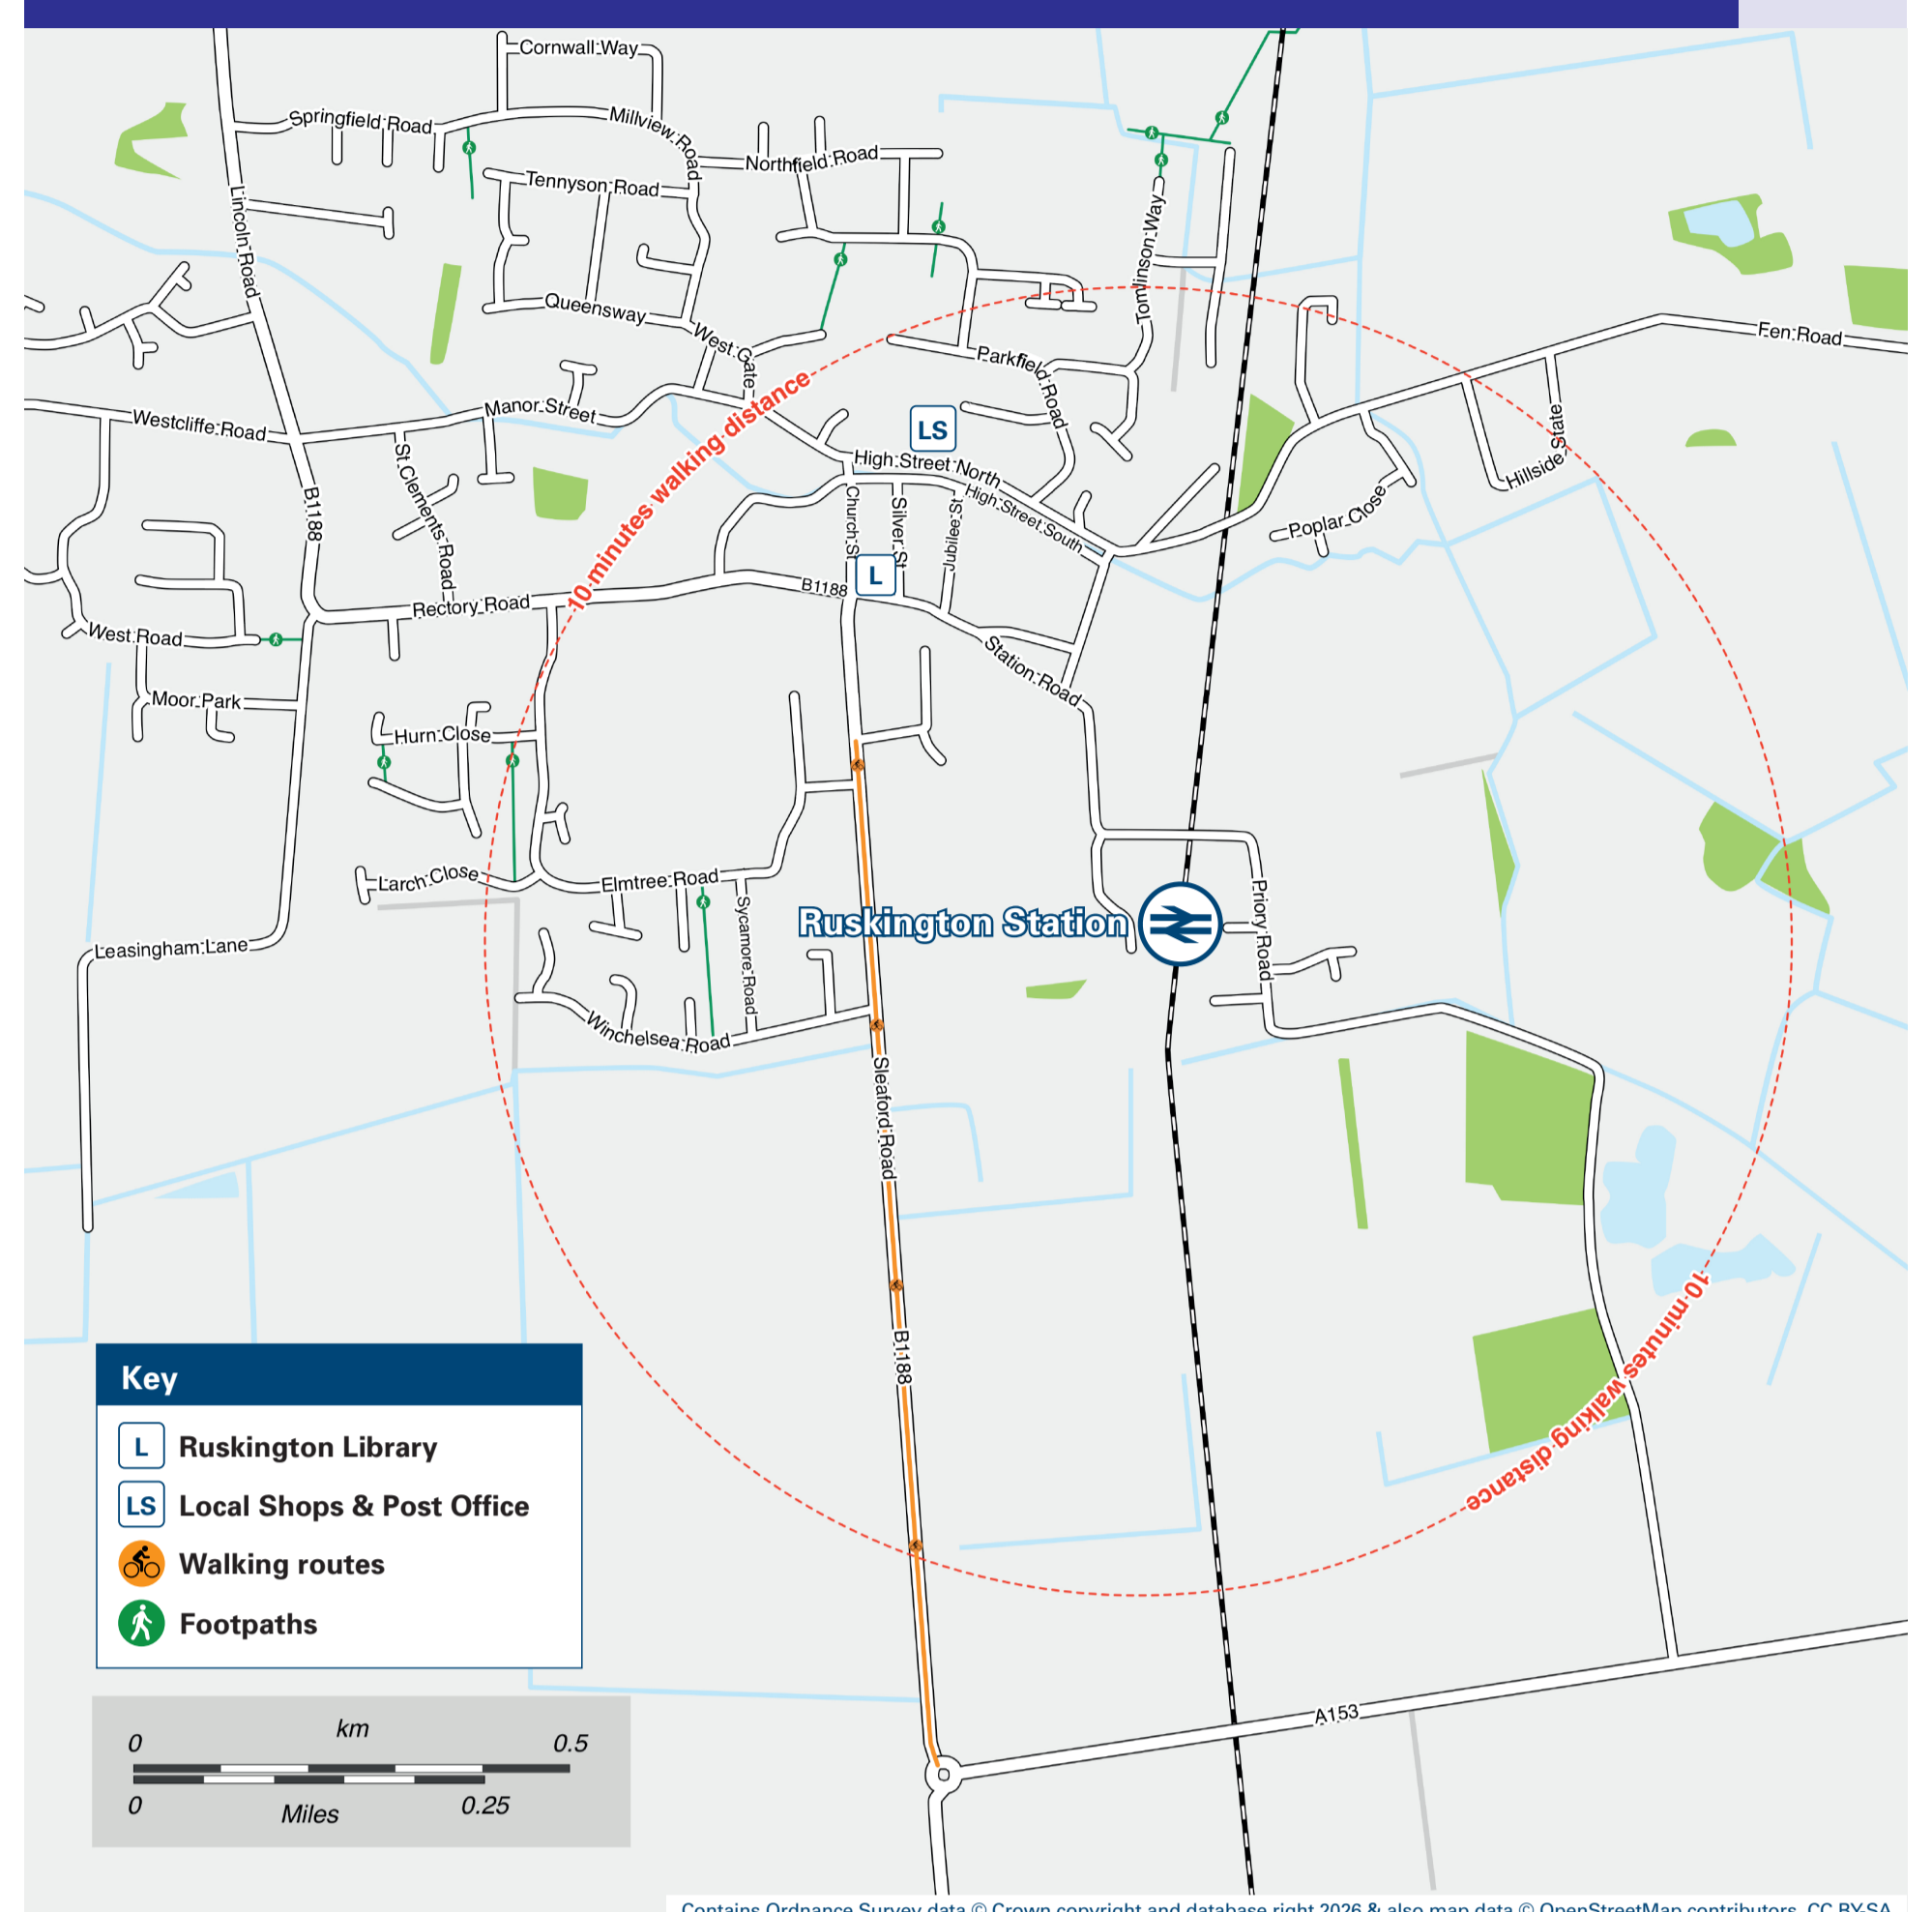 Cornwall Way
Springfield Road
Millview Road
Northfield Road
Tennyson Road
Lincoln Road
Tomlinson Way
Queensway
West Gate
Parkfield Road
Fen Road
10 minutes walking distance
Westcliffe Road
Manor Street
LS
High Street North
High Street South
St Clements Road
B1188
Church St
Silver St
Jubilee St
Hillside State
Poplar Close
L
B1188
Rectory Road
West Road
Station Road
Moor Park
Hurn Close
Larch Close
Elmtree Road
Sycamore Road
Ruskington Station
Priory Road
Leasingham Lane
Winchelsea Road
Sleaford Road
B1188
10 minutes walking distance
A153
Key
L Ruskington Library
LS Local Shops & Post Office
Walking routes
Footpaths
km
0 0.5
0 0.25
Miles
Contains Ordnance Survey data © Crown copyright and database right 2026 & also map data © OpenStreetMap contributors, CC BY-SA